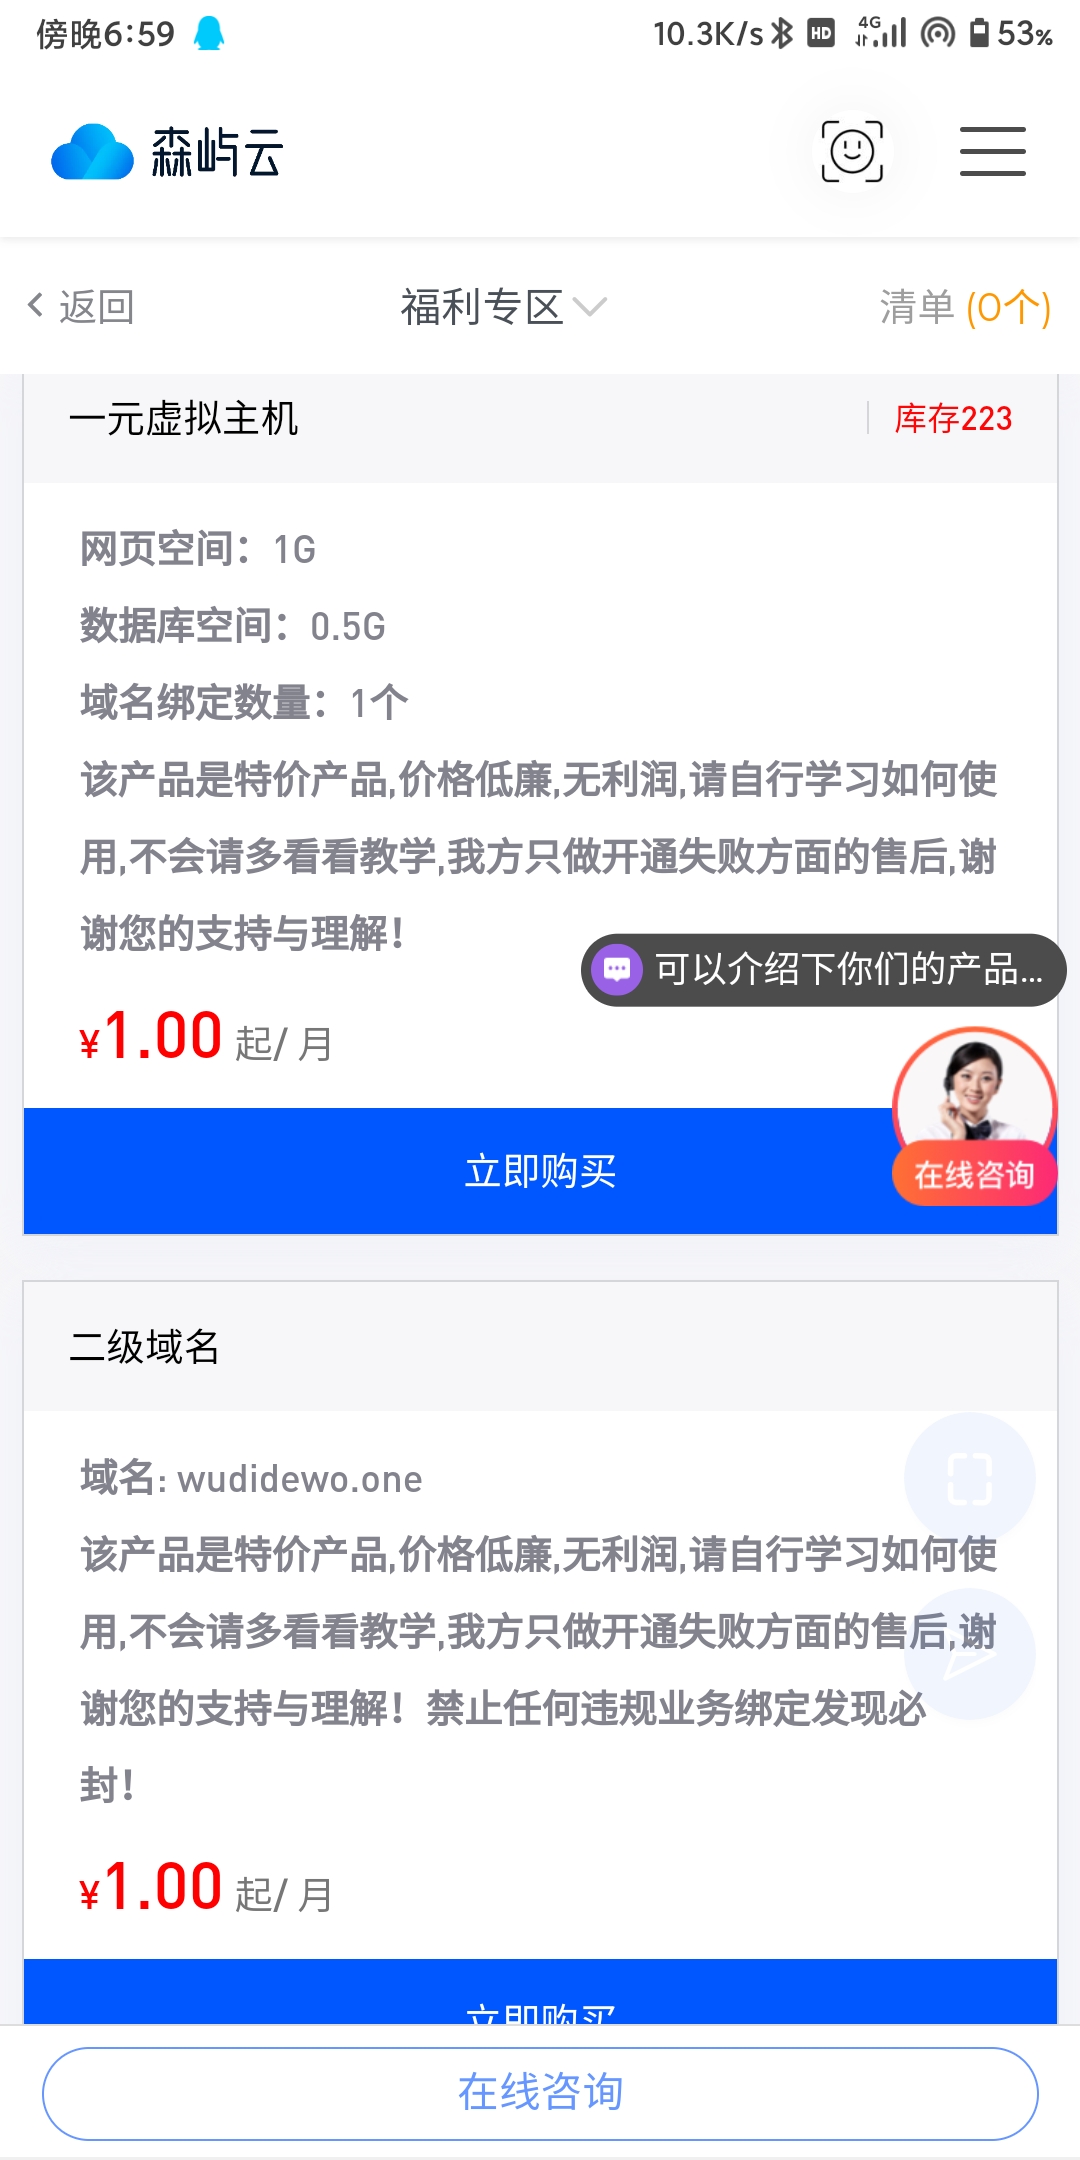 傍晚6:59
10.3K/s HD 4G 53%
森屿云
返回 福利专区 清单 (0个)
一元虚拟主机 库存223
网页空间：1G
数据库空间：0.5G
域名绑定数量：1个
该产品是特价产品,价格低廉,无利润,请自行学习如何使
用,不会请多看看教学,我方只做开通失败方面的售后,谢
谢您的支持与理解！
可以介绍下你们的产品...
¥1.00 起/ 月
立即购买
在线咨询
二级域名
域名: wudidewo.one
该产品是特价产品,价格低廉,无利润,请自行学习如何使
用,不会请多看看教学,我方只做开通失败方面的售后,谢
谢您的支持与理解！禁止任何违规业务绑定发现必
封！
¥1.00 起/ 月
立即购买
在线咨询